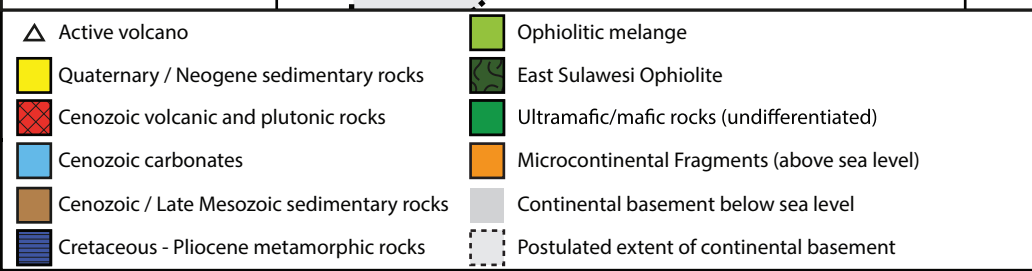 Active volcano
Quaternary / Neogene sedimentary rocks
Cenozoic volcanic and plutonic rocks
Cenozoic carbonates
Cenozoic / Late Mesozoic sedimentary rocks
Cretaceous - Pliocene metamorphic rocks
Ophiolitic melange
East Sulawesi Ophiolite
Ultramafic/mafic rocks (undifferentiated)
Microcontinental Fragments (above sea level)
Continental basement below sea level
Postulated extent of continental basement